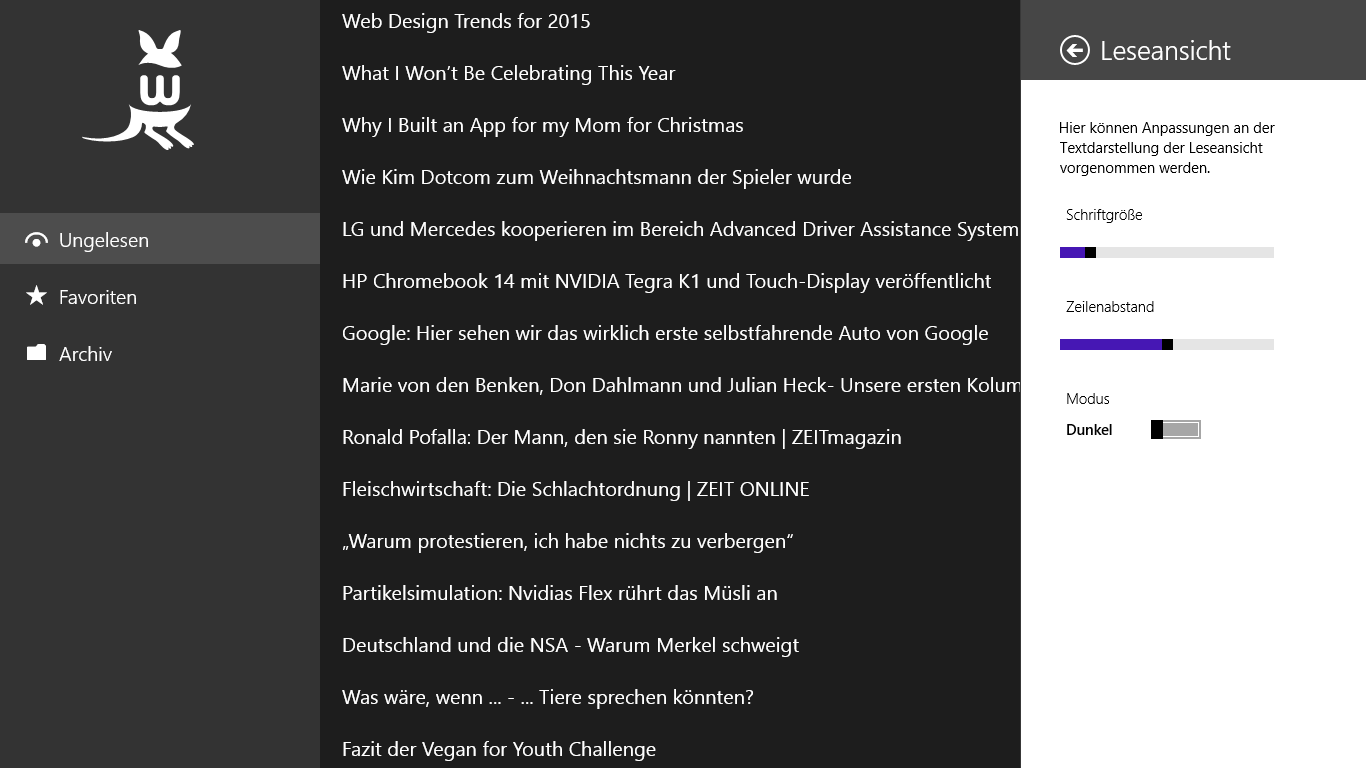 w
Ungelesen
Favoriten
Archiv
Web Design Trends for 2015
What I Won’t Be Celebrating This Year
Why I Built an App for my Mom for Christmas
Wie Kim Dotcom zum Weihnachtsmann der Spieler wurde
LG und Mercedes kooperieren im Bereich Advanced Driver Assistance System
HP Chromebook 14 mit NVIDIA Tegra K1 und Touch-Display veröffentlicht
Google: Hier sehen wir das wirklich erste selbstfahrende Auto von Google
Marie von den Benken, Don Dahlmann und Julian Heck- Unsere ersten Kolum
Ronald Pofalla: Der Mann, den sie Ronny nannten | ZEITmagazin
Fleischwirtschaft: Die Schlachtordnung | ZEIT ONLINE
„Warum protestieren, ich habe nichts zu verbergen“
Partikelsimulation: Nvidias Flex rührt das Müsli an
Deutschland und die NSA - Warum Merkel schweigt
Was wäre, wenn ... - ... Tiere sprechen könnten?
Fazit der Vegan for Youth Challenge
Leseansicht
Hier können Anpassungen an der
Textdarstellung der Leseansicht
vorgenommen werden.
Schriftgröße
Zeilenabstand
Modus
Dunkel